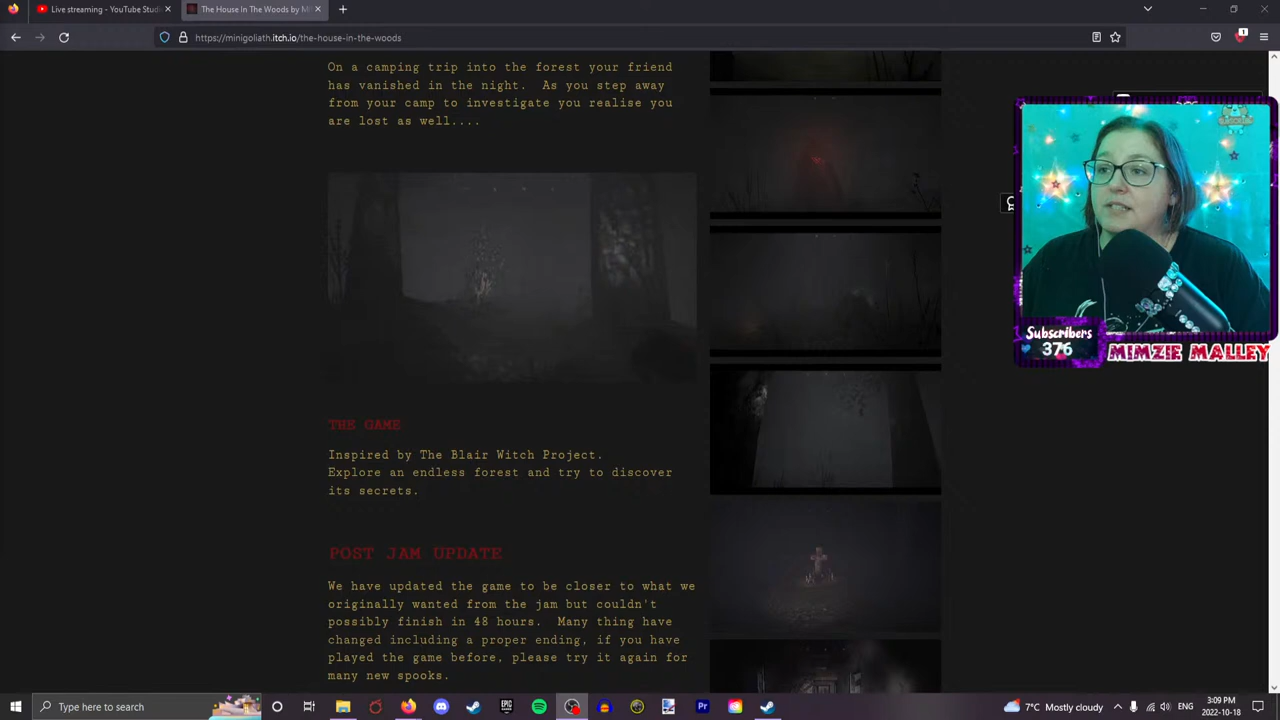 Live streaming - YouTube Stud
The House In The Woods by M
https://minigoliath.itch.io/the-house-in-the-woods
1
On a camping trip into the forest your friend
has vanished in the night. As you step away
from your camp to investigate you realise you
are lost as well....
SUBSCRIBE
Subscribers
376
MIMZIE MALLEY
THE GAME
Inspired by The Blair Witch Project.
Explore an endless forest and try to discover
its secrets.
POST JAM UPDATE
We have updated the game to be closer to what we
originally wanted from the jam but couldn't
possibly finish in 48 hours. Many thing have
changed including a proper ending, if you have
played the game before, please try it again for
many new spooks.
Type here to search
EPIC
Pr
7°C Mostly cloudy
3:09 PM
2022-10-18